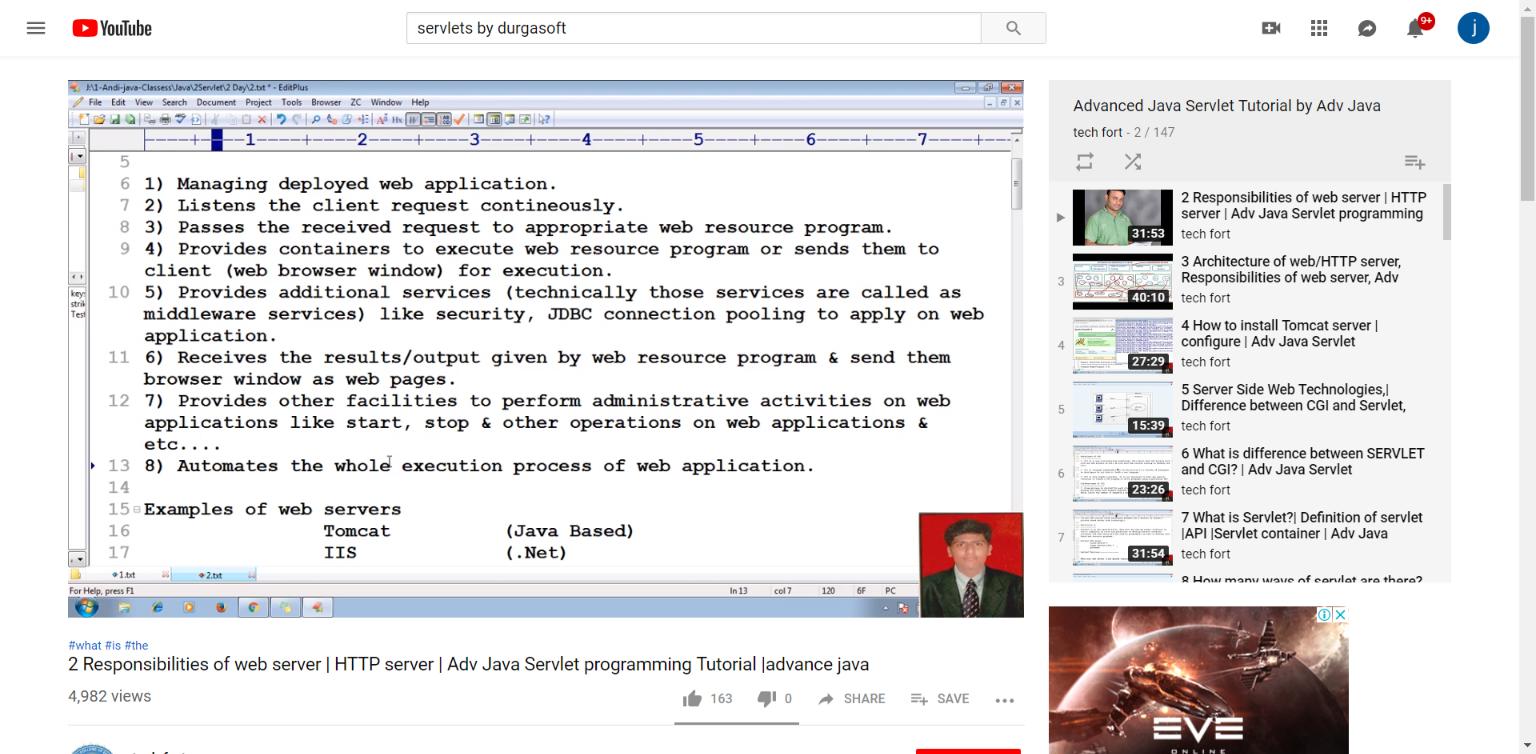 YouTube
servlets by durgasoft
9+
j
J:\1-Andi-java-Classess\Java\2Servlet\2 Day\2.txt * - EditPlus
File Edit View Search Document Project Tools Browser ZC Window Help
----+----1----+----2----+----3----+----4----+----5----+----6----+----7----+--
5
6 1) Managing deployed web application.
7 2) Listens the client request contineously.
8 3) Passes the received request to appropriate web resource program.
9 4) Provides containers to execute web resource program or sends them to
client (web browser window) for execution.
10 5) Provides additional services (technically those services are called as
middleware services) like security, JDBC connection pooling to apply on web
application.
11 6) Receives the results/output given by web resource program & send them
browser window as web pages.
12 7) Provides other facilities to perform administrative activities on web
applications like start, stop & other operations on web applications &
etc....
13 8) Automates the whole execution process of web application.
14
15 Examples of web servers
16 Tomcat (Java Based)
17 IIS (.Net)
key
strik
Tes
1.txt 2.txt
For Help, press F1 ln 13 col 7 120 6F PC
#what #is #the
2 Responsibilities of web server | HTTP server | Adv Java Servlet programming Tutorial |advance java
4,982 views
163 0 SHARE SAVE
Advanced Java Servlet Tutorial by Adv Java
tech fort - 2 / 147
31:53
2 Responsibilities of web server | HTTP
server | Adv Java Servlet programming
tech fort
3
40:10
3 Architecture of web/HTTP server,
Responsibilities of web server, Adv
tech fort
4
27:29
4 How to install Tomcat server |
configure | Adv Java Servlet
tech fort
5
15:39
5 Server Side Web Technologies,|
Difference between CGI and Servlet,
tech fort
6
23:26
6 What is difference between SERVLET
and CGI? | Adv Java Servlet
tech fort
7
31:54
7 What is Servlet?| Definition of servlet
|API |Servlet container | Adv Java
tech fort
8 How many ways of servlet are there?
EVE
ONLINE